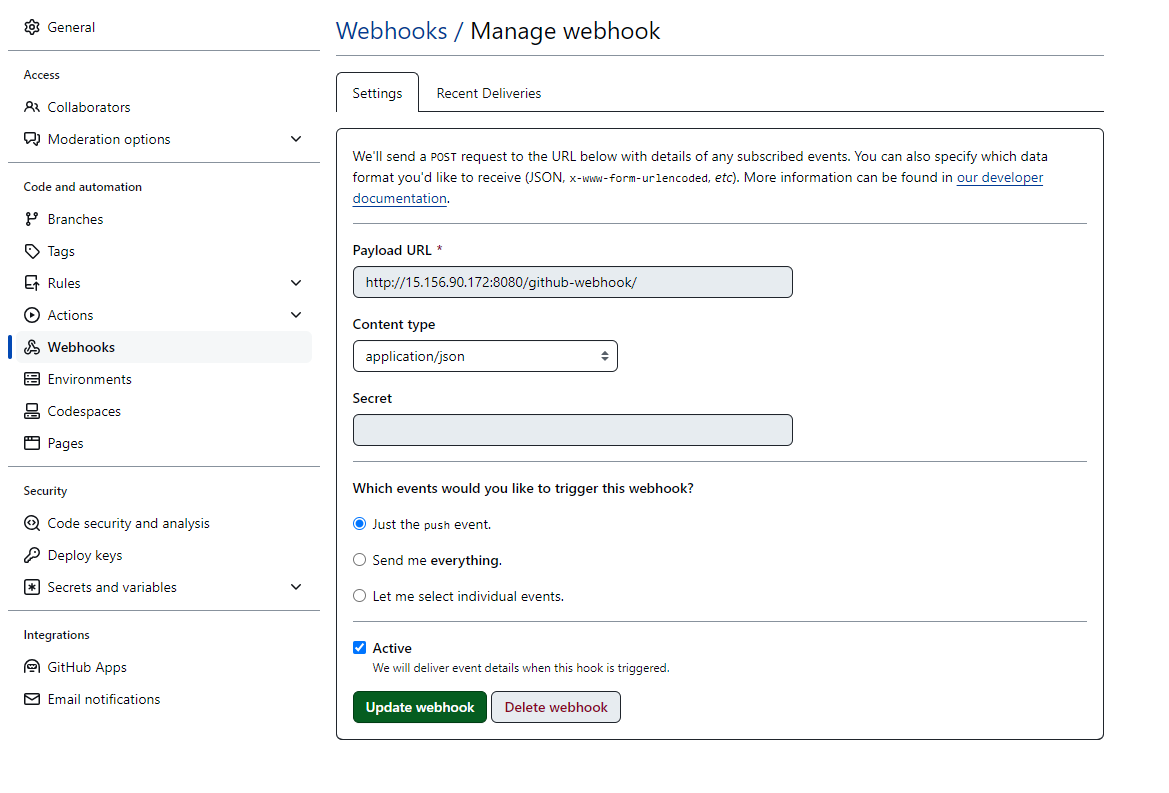 General
Access
Collaborators
Moderation options
Code and automation
Branches
Tags
Rules
Actions
Webhooks
Environments
Codespaces
Pages
Security
Code security and analysis
Deploy keys
Secrets and variables
Integrations
GitHub Apps
Email notifications
Webhooks / Manage webhook
Settings
Recent Deliveries
We'll send a POST request to the URL below with details of any subscribed events. You can also specify which data
format you'd like to receive (JSON, x-www-form-urlencoded, etc). More information can be found in our developer
documentation.
Payload URL *
http://15.156.90.172:8080/github-webhook/
Content type
application/json
Secret
Which events would you like to trigger this webhook?
Just the push event.
Send me everything.
Let me select individual events.
Active
We will deliver event details when this hook is triggered.
Update webhook
Delete webhook